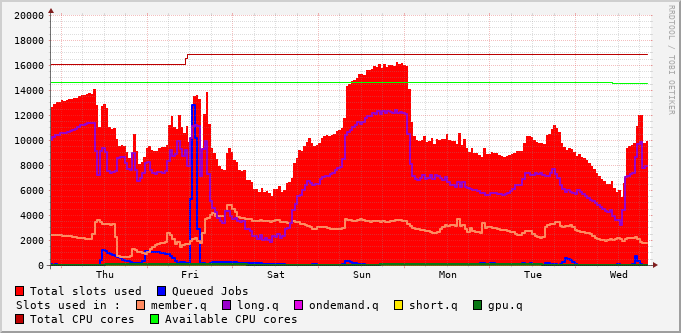 20000
18000
16000
14000
12000
10000
8000
6000
4000
2000
0
Thu Fri Sat Sun Mon Tue Wed
RRDTOOL / TOBI OETIKER
Total slots used Queued Jobs
Slots used in : member.q long.q ondemand.q short.q gpu.q
Total CPU cores Available CPU cores